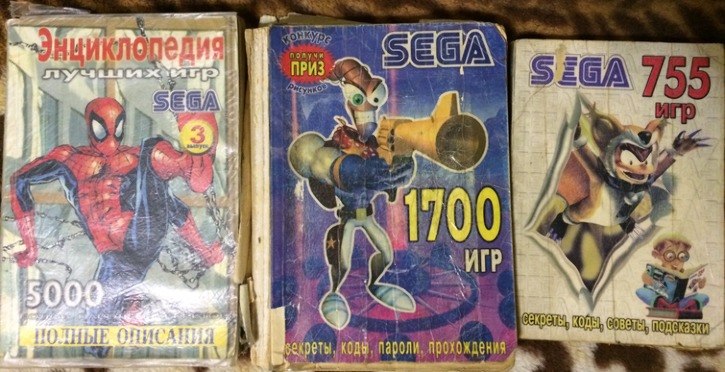 Энциклопедия
лучших игр
SEGA
3
выпуск
5000
ПОЛНЫЕ ОПИСАНИЯ
КОНКУРС
ПОЛУЧИ
ПРИЗ
РИСУНКОВ
SEGA
1700
ИГР
секреты, коды, пароли, прохождения
SEGA 755
игр
секреты, коды, советы, подсказки